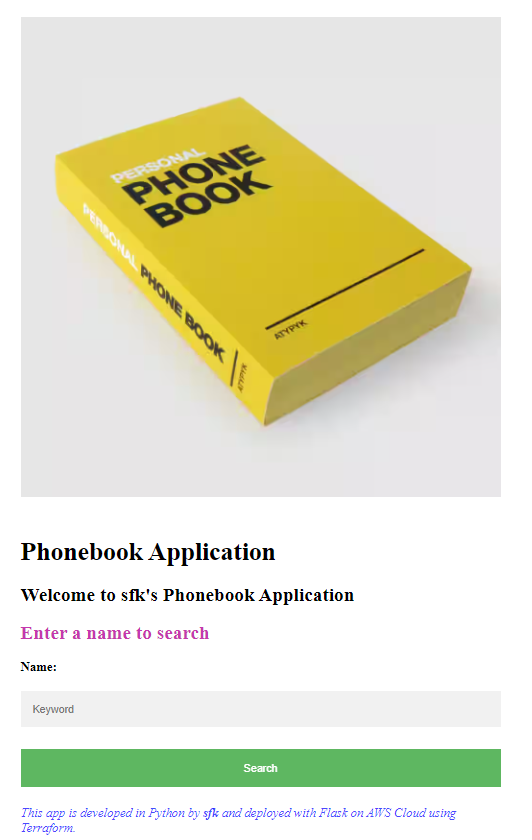 PERSONAL
PHONE
BOOK
PERSONAL PHONE BOOK
ATYPYK
ATYPYK
Phonebook Application
Welcome to sfk's Phonebook Application
Enter a name to search
Name:
Keyword
Search
This app is developed in Python by sfk and deployed with Flask on AWS Cloud using
Terraform.